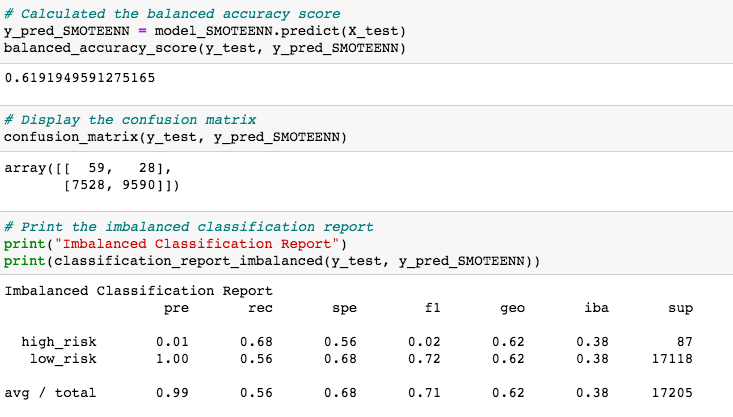 # Calculated the balanced accuracy score
y_pred_SMOTEENN = model_SMOTEENN.predict(X_test)
balanced_accuracy_score(y_test, y_pred_SMOTEENN)
0.6191949591275165
# Display the confusion matrix
confusion_matrix(y_test, y_pred_SMOTEENN)
array([[  59,   28],
       [7528, 9590]])
# Print the imbalanced classification report
print("Imbalanced Classification Report")
print(classification_report_imbalanced(y_test, y_pred_SMOTEENN))
Imbalanced Classification Report
                   pre       rec       spe        f1       geo       iba       sup
  high_risk       0.01      0.68      0.56      0.02      0.62      0.38        87
   low_risk       1.00      0.56      0.68      0.72      0.62      0.38     17118
avg / total       0.99      0.56      0.68      0.71      0.62      0.38     17205